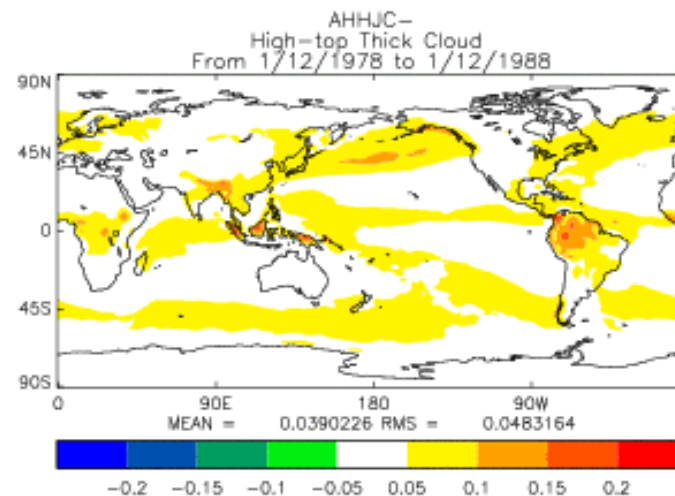 AHHJC-
High-top Thick Cloud
From 1/12/1978 to 1/12/1988
90N
45N
0
45S
90S
0 90E 180 90W
MEAN = 0.0390226 RMS = 0.0483164
-0.2 -0.15 -0.1 -0.05 0.05 0.1 0.15 0.2